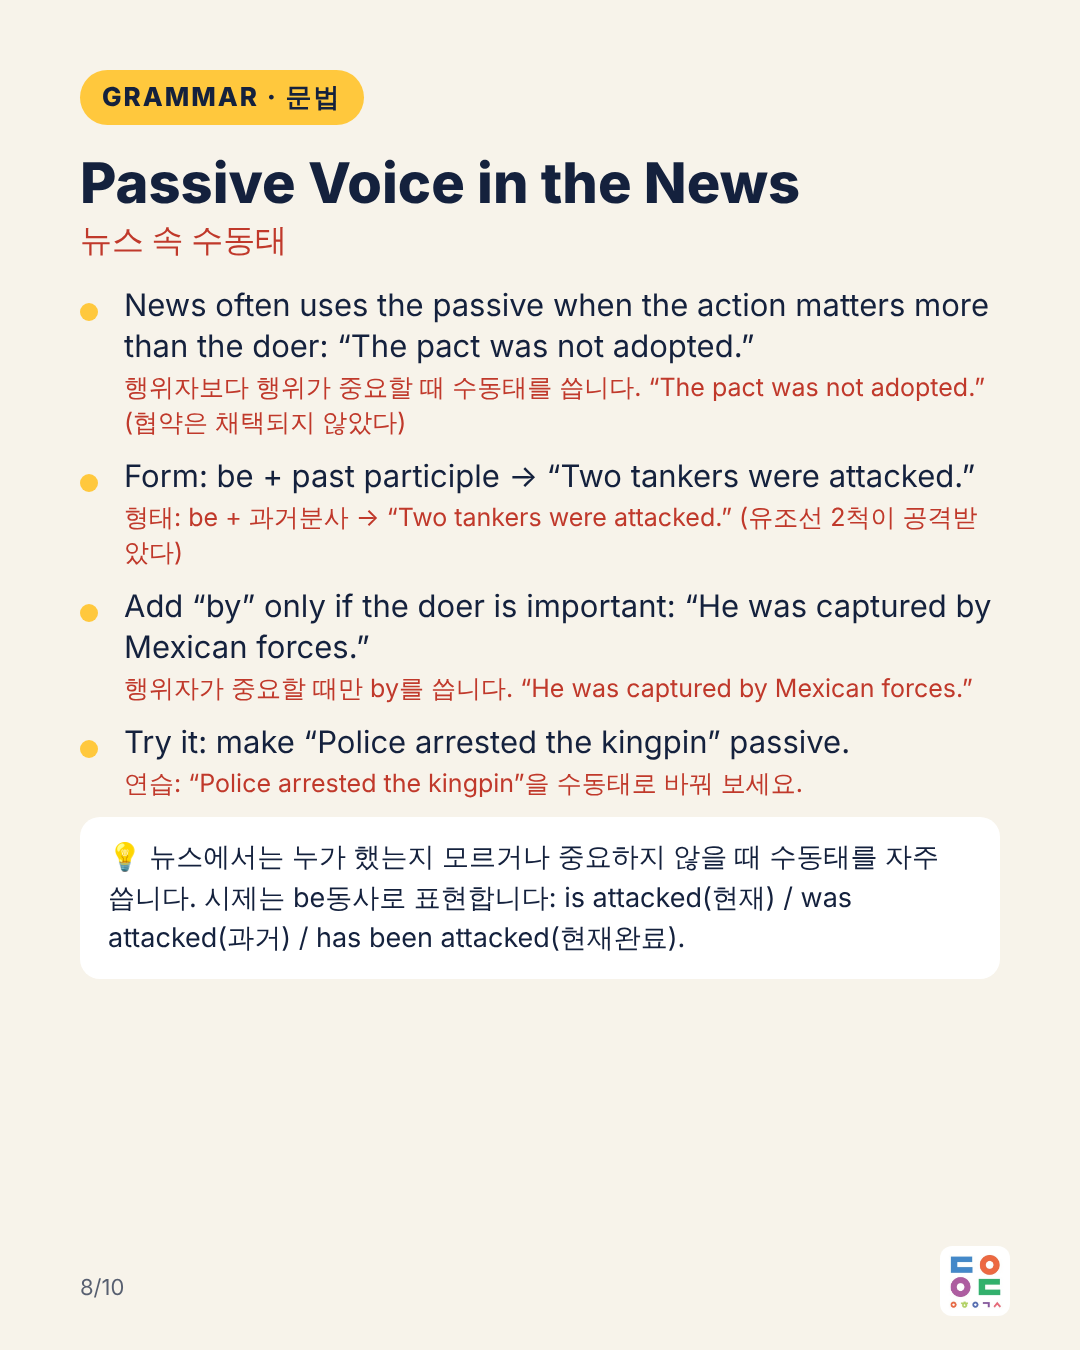 GRAMMAR · 문법
Passive Voice in the News
뉴스 속 수동태
News often uses the passive when the action matters more
than the doer: “The pact was not adopted.”
행위자보다 행위가 중요할 때 수동태를 씁니다. “The pact was not adopted.”
(협약은 채택되지 않았다)
Form: be + past participle → “Two tankers were attacked.”
형태: be + 과거분사 → “Two tankers were attacked.” (유조선 2척이 공격받
았다)
Add “by” only if the doer is important: “He was captured by
Mexican forces.”
행위자가 중요할 때만 by를 씁니다. “He was captured by Mexican forces.”
Try it: make “Police arrested the kingpin” passive.
연습: “Police arrested the kingpin”을 수동태로 바꿔 보세요.
💡 뉴스에서는 누가 했는지 모르거나 중요하지 않을 때 수동태를 자주
씁니다. 시제는 be동사로 표현합니다: is attacked(현재) / was
attacked(과거) / has been attacked(현재완료).
8/10
ㄷㅇ
ㅇㄷ
ㅇㅎㅇㄱㅅ